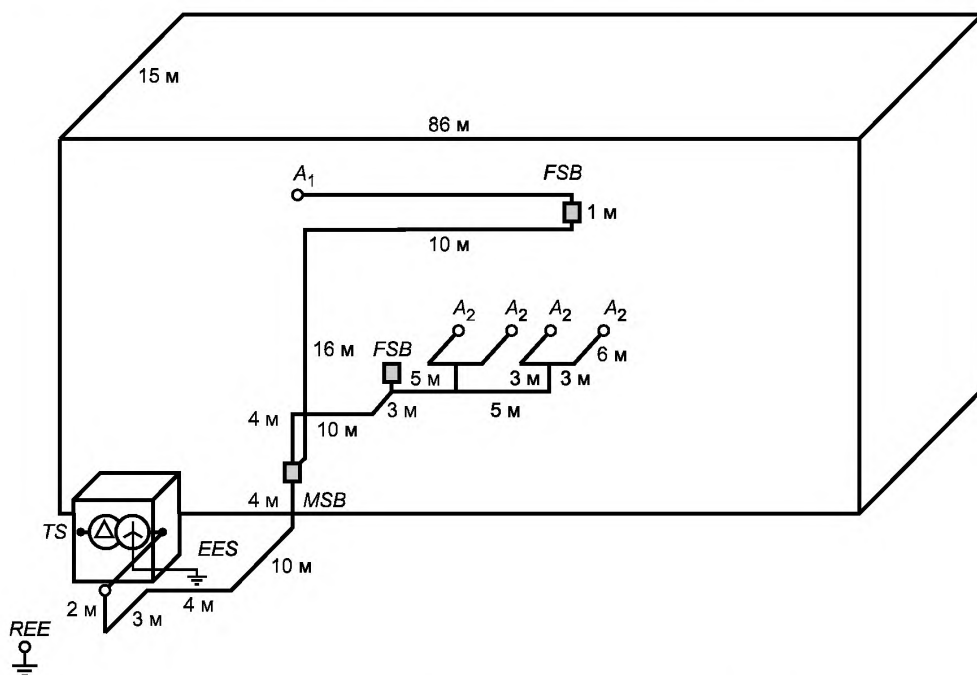 15 м
86 м
A1
FSB
1 м
10 м
A2
A2
A2
A2
16 м
FSB
6 м
5 м
3 м
3 м
4 м
10 м
3 м
5 м
4 м
MSB
TS
EES
10 м
2 м
3 м
4 м
REE